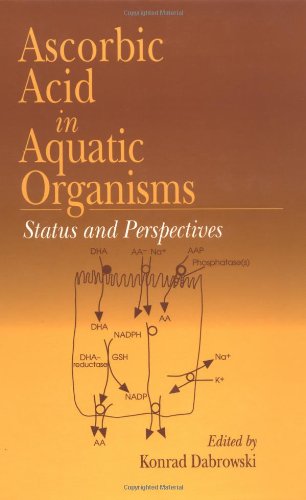 Ascorbic
Acid
in
Aquatic
Organisms
Status and Perspectives
DHA AA− Na+ AAP
Phosphatase(s)
DHA AA
NADPH
DHA-
reductase GSH
Na+
K+
NADP
AA
Edited by
Konrad Dabrowski